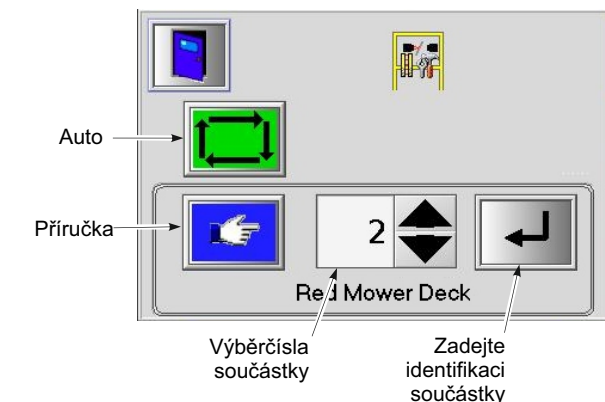 Auto
Příručka
2
Red Mower Deck
Výběrčísla
součástky
Zadejte
identifikaci
součástky